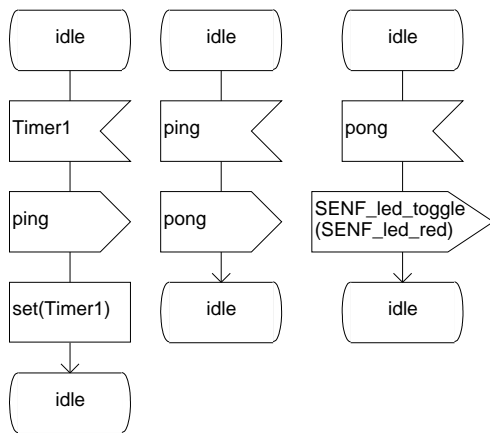 idle
Timer1
ping
set(Timer1)
idle
idle
ping
pong
idle
idle
pong
SENF_led_toggle
(SENF_led_red)
idle